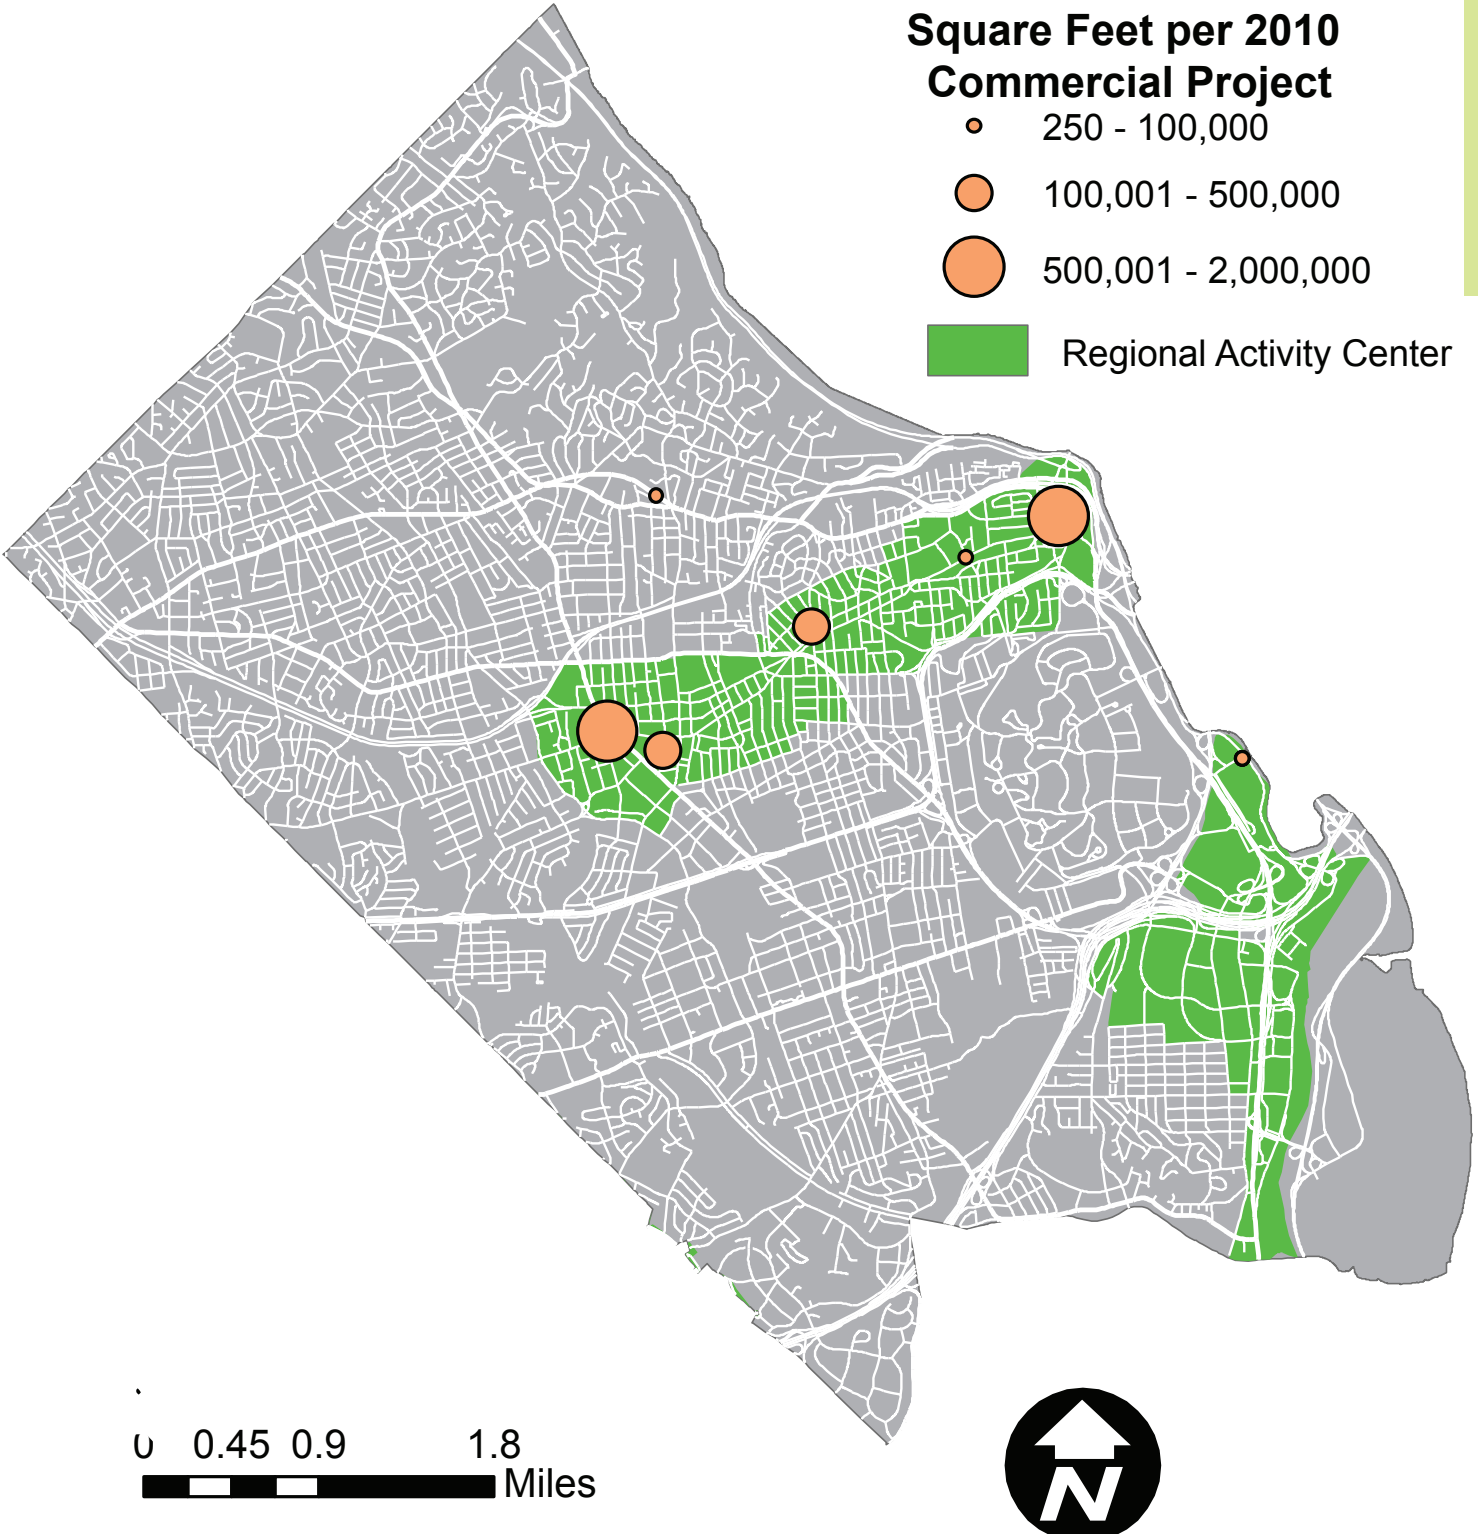 Square Feet per 2010
Commercial Project
250 - 100,000
100,001 - 500,000
500,001 - 2,000,000
Regional Activity Center
0 0.45 0.9 1.8
Miles
N